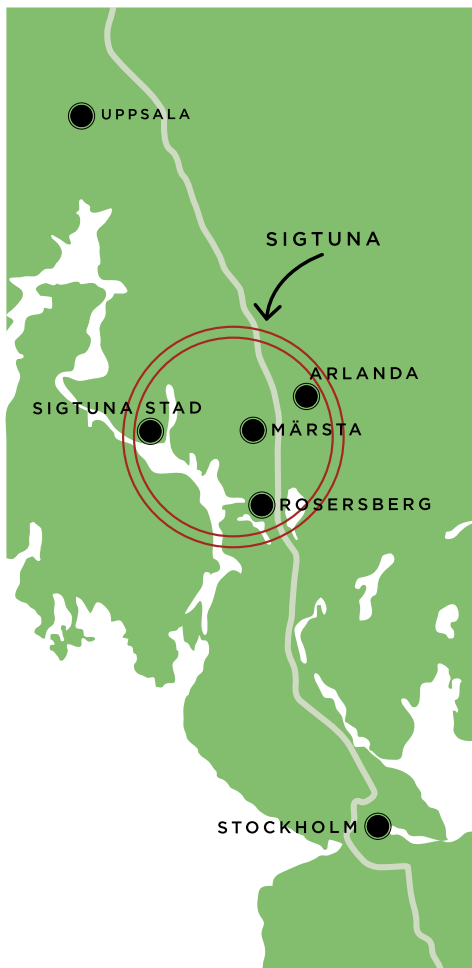 UPPSALA
SIGTUNA
ARLANDA
SIGTUNA STAD
MÄRSTA
ROSERSBERG
STOCKHOLM